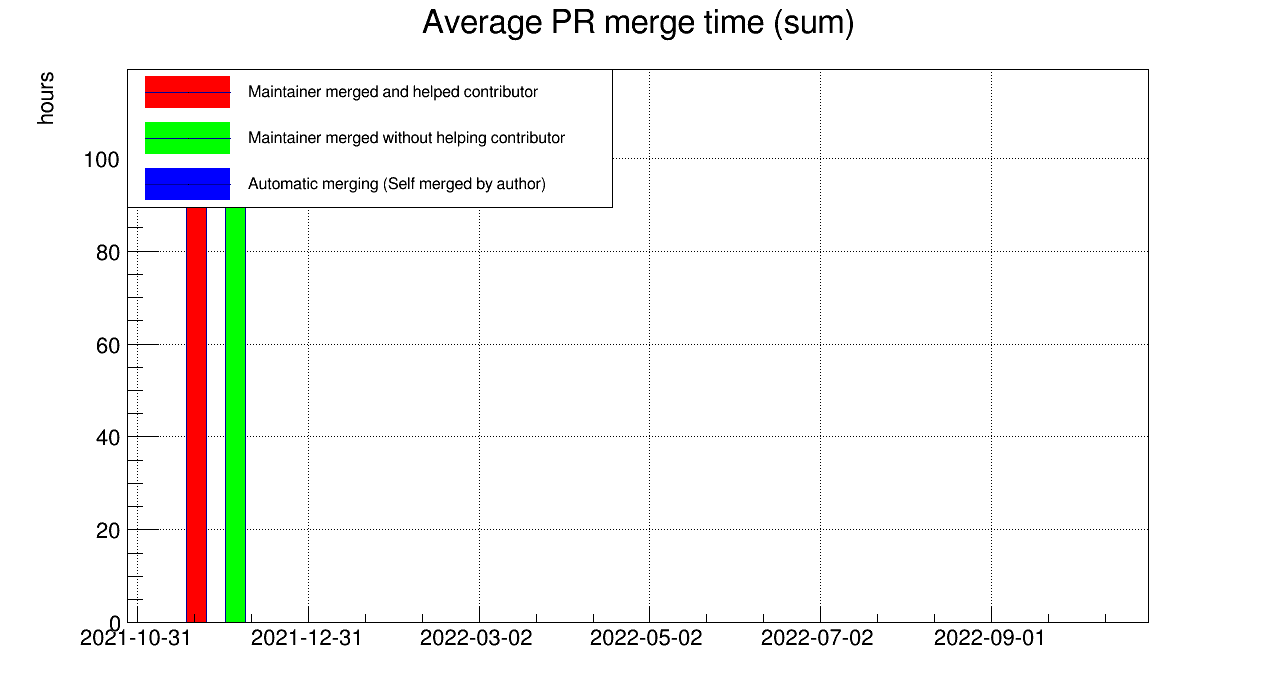 Average PR merge time (sum)
hours
Maintainer merged and helped contributor
Maintainer merged without helping contributor
Automatic merging (Self merged by author)
100
80
60
40
20
0
2021-10-31 2021-12-31 2022-03-02 2022-05-02 2022-07-02 2022-09-01